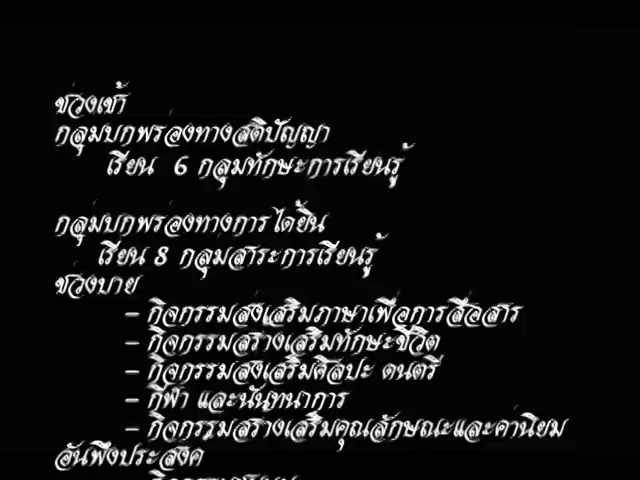 ช่วงเช้า
กลุ่มบกพร่องทางสติปัญญา
เรียน 6 กลุ่มทักษะการเรียนรู้
กลุ่มบกพร่องทางการได้ยิน
เรียน 8 กลุ่มสาระการเรียนรู้
ช่วงบ่าย
- กิจกรรมส่งเสริมภาษาเพื่อการสื่อสาร
- กิจกรรมสร้างเสริมทักษะชีวิต
- กิจกรรมส่งเสริมศิลปะ ดนตรี
- กีฬา และนันทนาการ
- กิจกรรมสร้างเสริมคุณลักษณะและค่านิยม
อันพึงประสงค์